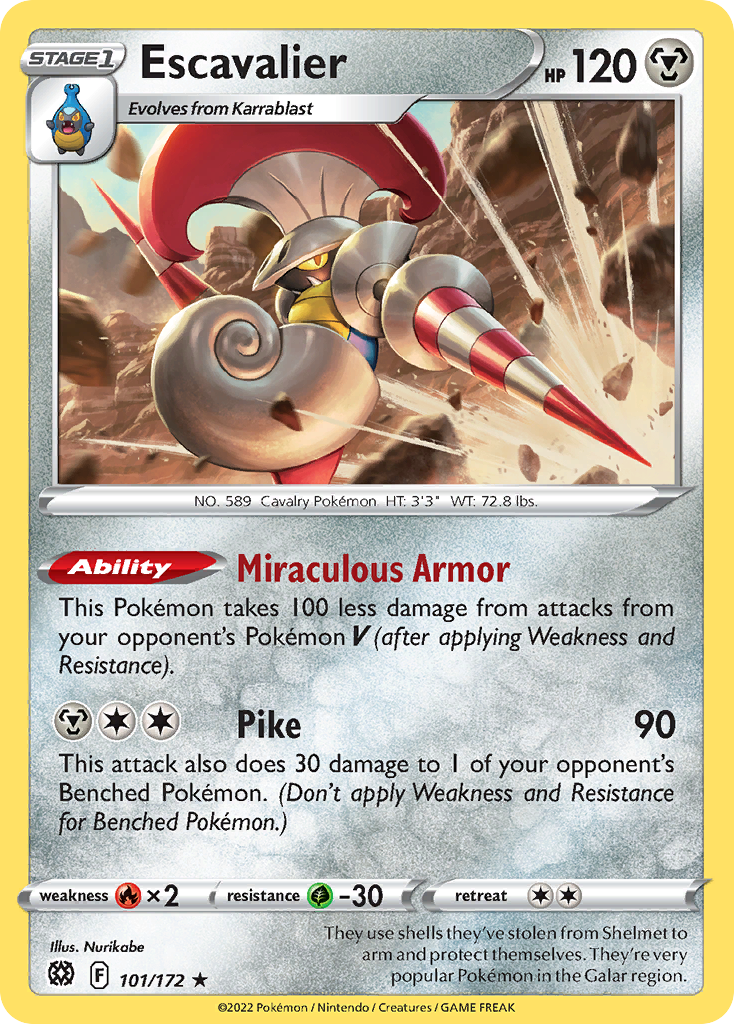 STAGE 1
Escavalier
HP 120
Evolves from Karrablast
NO. 589 Cavalry Pokémon HT: 3'3" WT: 72.8 lbs.
Ability Miraculous Armor
This Pokémon takes 100 less damage from attacks from
your opponent's Pokémon V (after applying Weakness and
Resistance).
Pike 90
This attack also does 30 damage to 1 of your opponent's
Benched Pokémon. (Don't apply Weakness and Resistance
for Benched Pokémon.)
weakness ×2 resistance -30 retreat
Illus. Nurikabe
F 101/172 ★
They use shells they've stolen from Shelmet to
arm and protect themselves. They're very
popular Pokémon in the Galar region.
©2022 Pokémon / Nintendo / Creatures / GAME FREAK